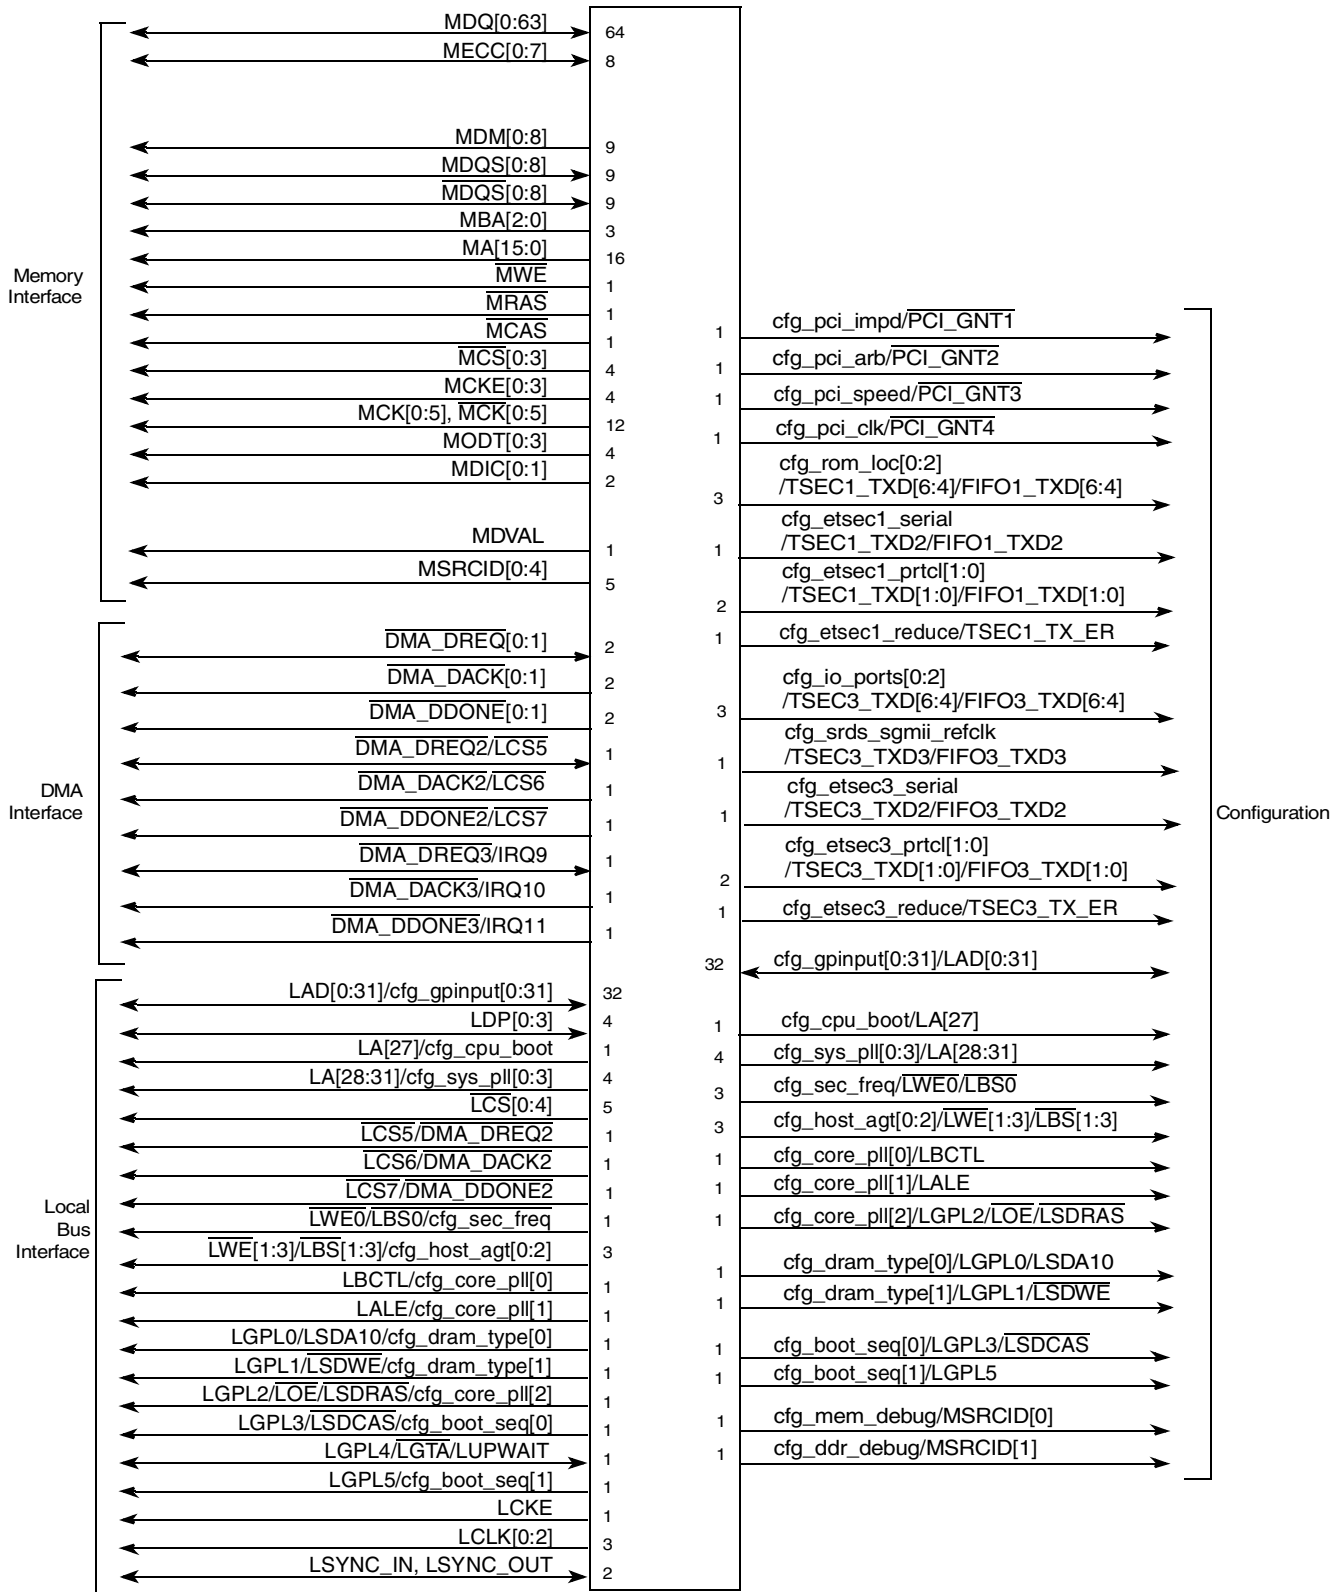 MDQ[0:63]
64
MECC[0:7]
8
MDM[0:8]
9
MDQS[0:8]
9
MDQS[0:8]
9
MBA[2:0]
3
MA[15:0]
16
MWE
1
MRAS
1
MCAS
1
MCS[0:3]
4
MCKE[0:3]
4
MCK[0:5], MCK[0:5]
12
MODT[0:3]
4
MDIC[0:1]
2
MDVAL
1
MSRCID[0:4]
5
Memory
Interface
DMA_DREQ[0:1]
2
DMA_DACK[0:1]
2
DMA_DDONE[0:1]
2
DMA_DREQ2/LCS5
1
DMA_DACK2/LCS6
1
DMA_DDONE2/LCS7
1
DMA_DREQ3/IRQ9
1
DMA_DACK3/IRQ10
1
DMA_DDONE3/IRQ11
1
DMA
Interface
LAD[0:31]/cfg_gpinput[0:31]
32
LDP[0:3]
4
LA[27]/cfg_cpu_boot
1
LA[28:31]/cfg_sys_pll[0:3]
4
LCS[0:4]
5
LCS5/DMA_DREQ2
1
LCS6/DMA_DACK2
1
LCS7/DMA_DDONE2
1
LWE0/LBS0/cfg_sec_freq
1
LWE[1:3]/LBS[1:3]/cfg_host_agt[0:2]
3
LBCTL/cfg_core_pll[0]
1
LALE/cfg_core_pll[1]
1
LGPL0/LSDA10/cfg_dram_type[0]
1
LGPL1/LSDWE/cfg_dram_type[1]
1
LGPL2/LOE/LSDRAS/cfg_core_pll[2]
1
LGPL3/LSDCAS/cfg_boot_seq[0]
1
LGPL4/LGTA/LUPWAIT
1
LGPL5/cfg_boot_seq[1]
1
LCKE
1
LCLK[0:2]
3
LSYNC_IN, LSYNC_OUT
2
Local
Bus
Interface
1
cfg_pci_impd/PCI_GNT1
1
cfg_pci_arb/PCI_GNT2
1
cfg_pci_speed/PCI_GNT3
1
cfg_pci_clk/PCI_GNT4
cfg_rom_loc[0:2]
3
/TSEC1_TXD[6:4]/FIFO1_TXD[6:4]
cfg_etsec1_serial
1
/TSEC1_TXD2/FIFO1_TXD2
cfg_etsec1_prtcl[1:0]
2
/TSEC1_TXD[1:0]/FIFO1_TXD[1:0]
1
cfg_etsec1_reduce/TSEC1_TX_ER
cfg_io_ports[0:2]
3
/TSEC3_TXD[6:4]/FIFO3_TXD[6:4]
cfg_srds_sgmii_refclk
1
/TSEC3_TXD3/FIFO3_TXD3
cfg_etsec3_serial
1
/TSEC3_TXD2/FIFO3_TXD2
cfg_etsec3_prtcl[1:0]
2
/TSEC3_TXD[1:0]/FIFO3_TXD[1:0]
1
cfg_etsec3_reduce/TSEC3_TX_ER
32
cfg_gpinput[0:31]/LAD[0:31]
1
cfg_cpu_boot/LA[27]
4
cfg_sys_pll[0:3]/LA[28:31]
3
cfg_sec_freq/LWE0/LBS0
3
cfg_host_agt[0:2]/LWE[1:3]/LBS[1:3]
1
cfg_core_pll[0]/LBCTL
1
cfg_core_pll[1]/LALE
1
cfg_core_pll[2]/LGPL2/LOE/LSDRAS
1
cfg_dram_type[0]/LGPL0/LSDA10
1
cfg_dram_type[1]/LGPL1/LSDWE
1
cfg_boot_seq[0]/LGPL3/LSDCAS
1
cfg_boot_seq[1]/LGPL5
1
cfg_mem_debug/MSRCID[0]
1
cfg_ddr_debug/MSRCID[1]
Configuration